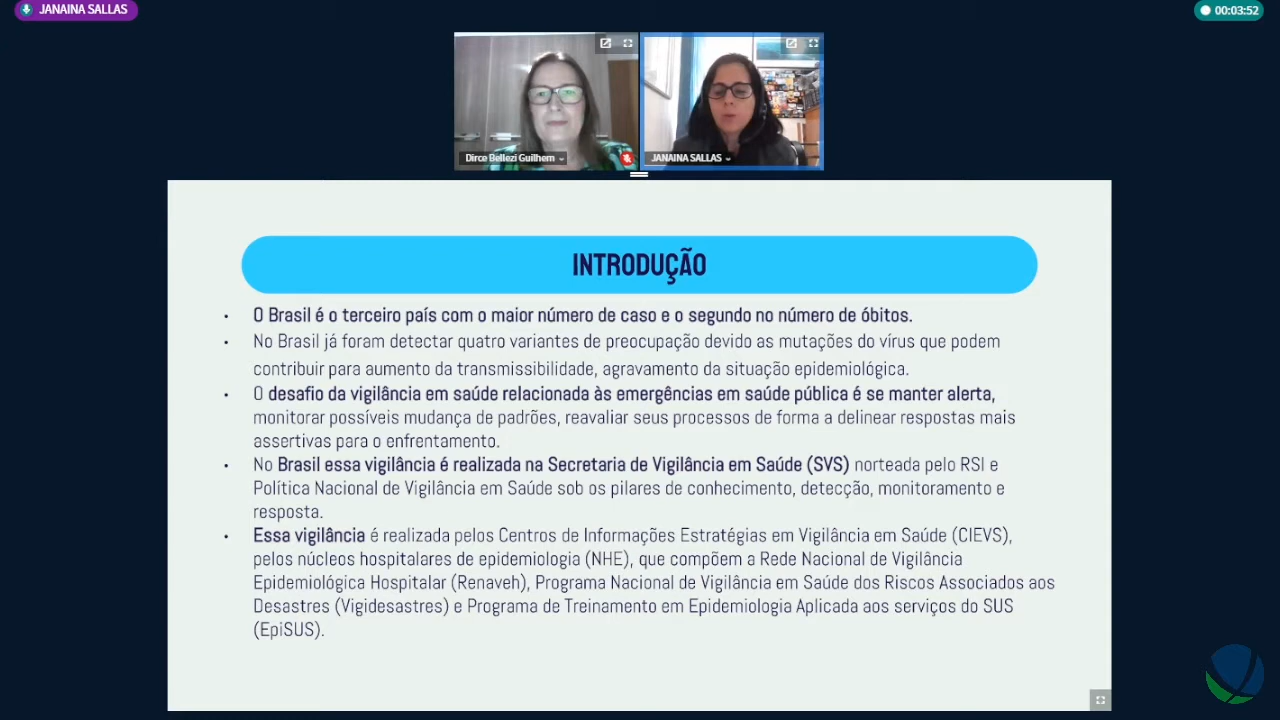 JANAINA SALLAS
00:03:52
Dirce Bellezi Guilhem
JANAINA SALLAS
INTRODUÇÃO
• O Brasil é o terceiro país com o maior número de caso e o segundo no número de óbitos.
• No Brasil já foram detectar quatro variantes de preocupação devido as mutações do vírus que podem
contribuir para aumento da transmissibilidade, agravamento da situação epidemiológica.
• O desafio da vigilância em saúde relacionada às emergências em saúde pública é se manter alerta,
monitorar possíveis mudança de padrões, reavaliar seus processos de forma a delinear respostas mais
assertivas para o enfrentamento.
• No Brasil essa vigilância é realizada na Secretaria de Vigilância em Saúde (SVS) norteada pelo RSI e
Política Nacional de Vigilância em Saúde sob os pilares de conhecimento, detecção, monitoramento e
resposta.
• Essa vigilância é realizada pelos Centros de Informações Estratégias em Vigilância em Saúde (CIEVS),
pelos núcleos hospitalares de epidemiologia (NHE), que compõem a Rede Nacional de Vigilância
Epidemiológica Hospitalar (Renaveh), Programa Nacional de Vigilância em Saúde dos Riscos Associados aos
Desastres (Vigidesastres) e Programa de Treinamento em Epidemiologia Aplicada aos serviços do SUS
(EpiSUS).